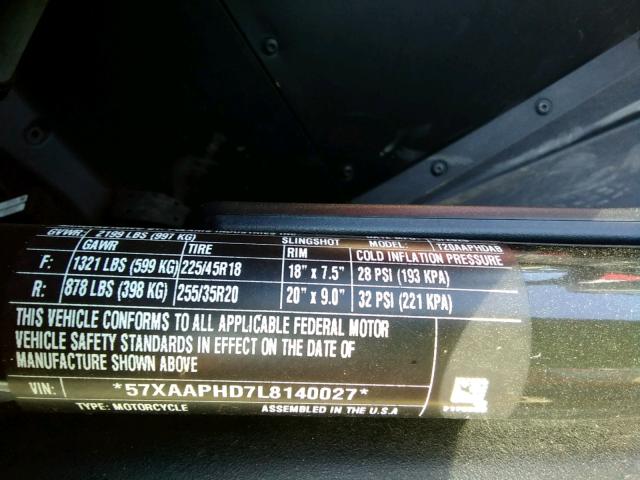 GVWR: 2199 LBS (997 KG)
SLINGSHOT MODEL: T20AAPHDAB
GAWR TIRE RIM COLD INFLATION PRESSURE
F: 1321 LBS (599 KG) 225/45R18 18" x 7.5" 28 PSI (193 KPA)
R: 878 LBS (398 KG) 255/35R20 20" x 9.0" 32 PSI (221 KPA)
THIS VEHICLE CONFORMS TO ALL APPLICABLE FEDERAL MOTOR
VEHICLE SAFETY STANDARDS IN EFFECT ON THE DATE OF
MANUFACTURE SHOWN ABOVE
VIN: *57XAAPHD7L8140027*
TYPE: MOTORCYCLE ASSEMBLED IN THE U.S.A